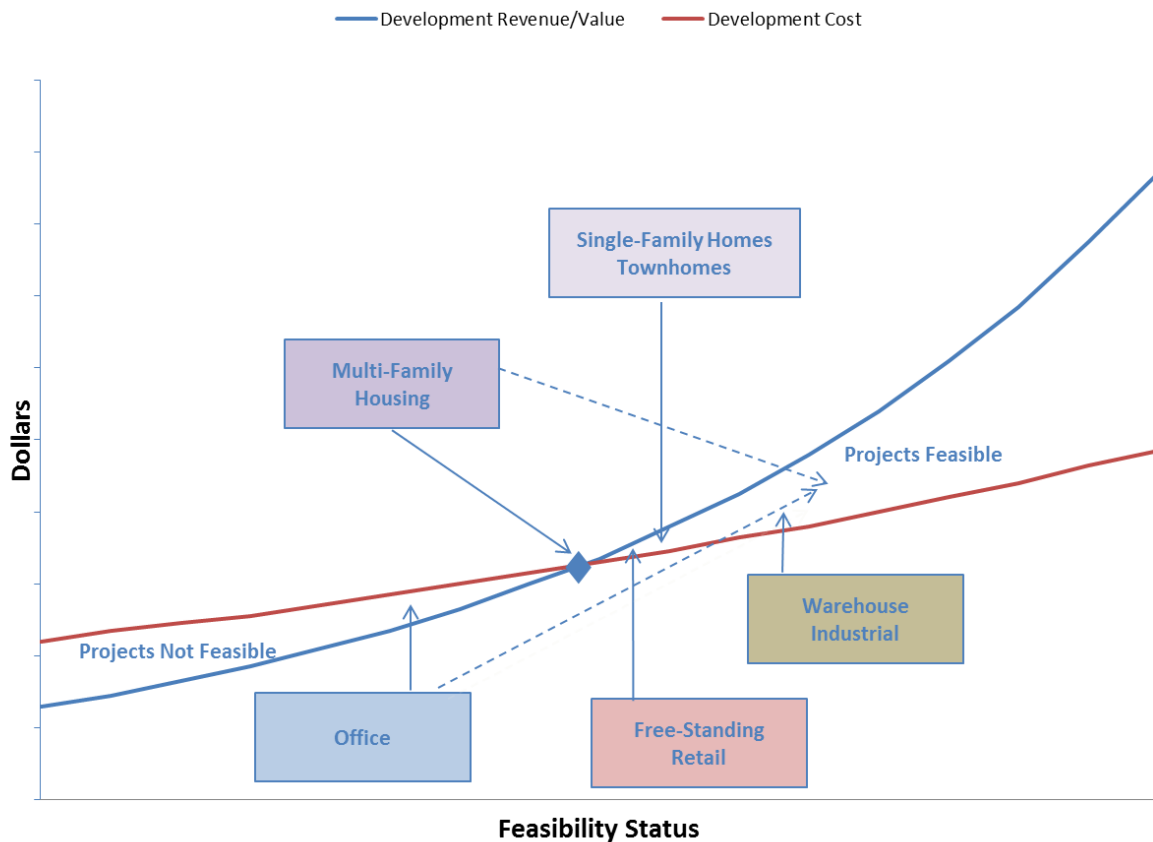 Development Revenue/Value
Development Cost
Single-Family Homes
Townhomes
Multi-Family
Housing
Dollars
Projects Feasible
Projects Not Feasible
Warehouse
Industrial
Office
Free-Standing
Retail
Feasibility Status